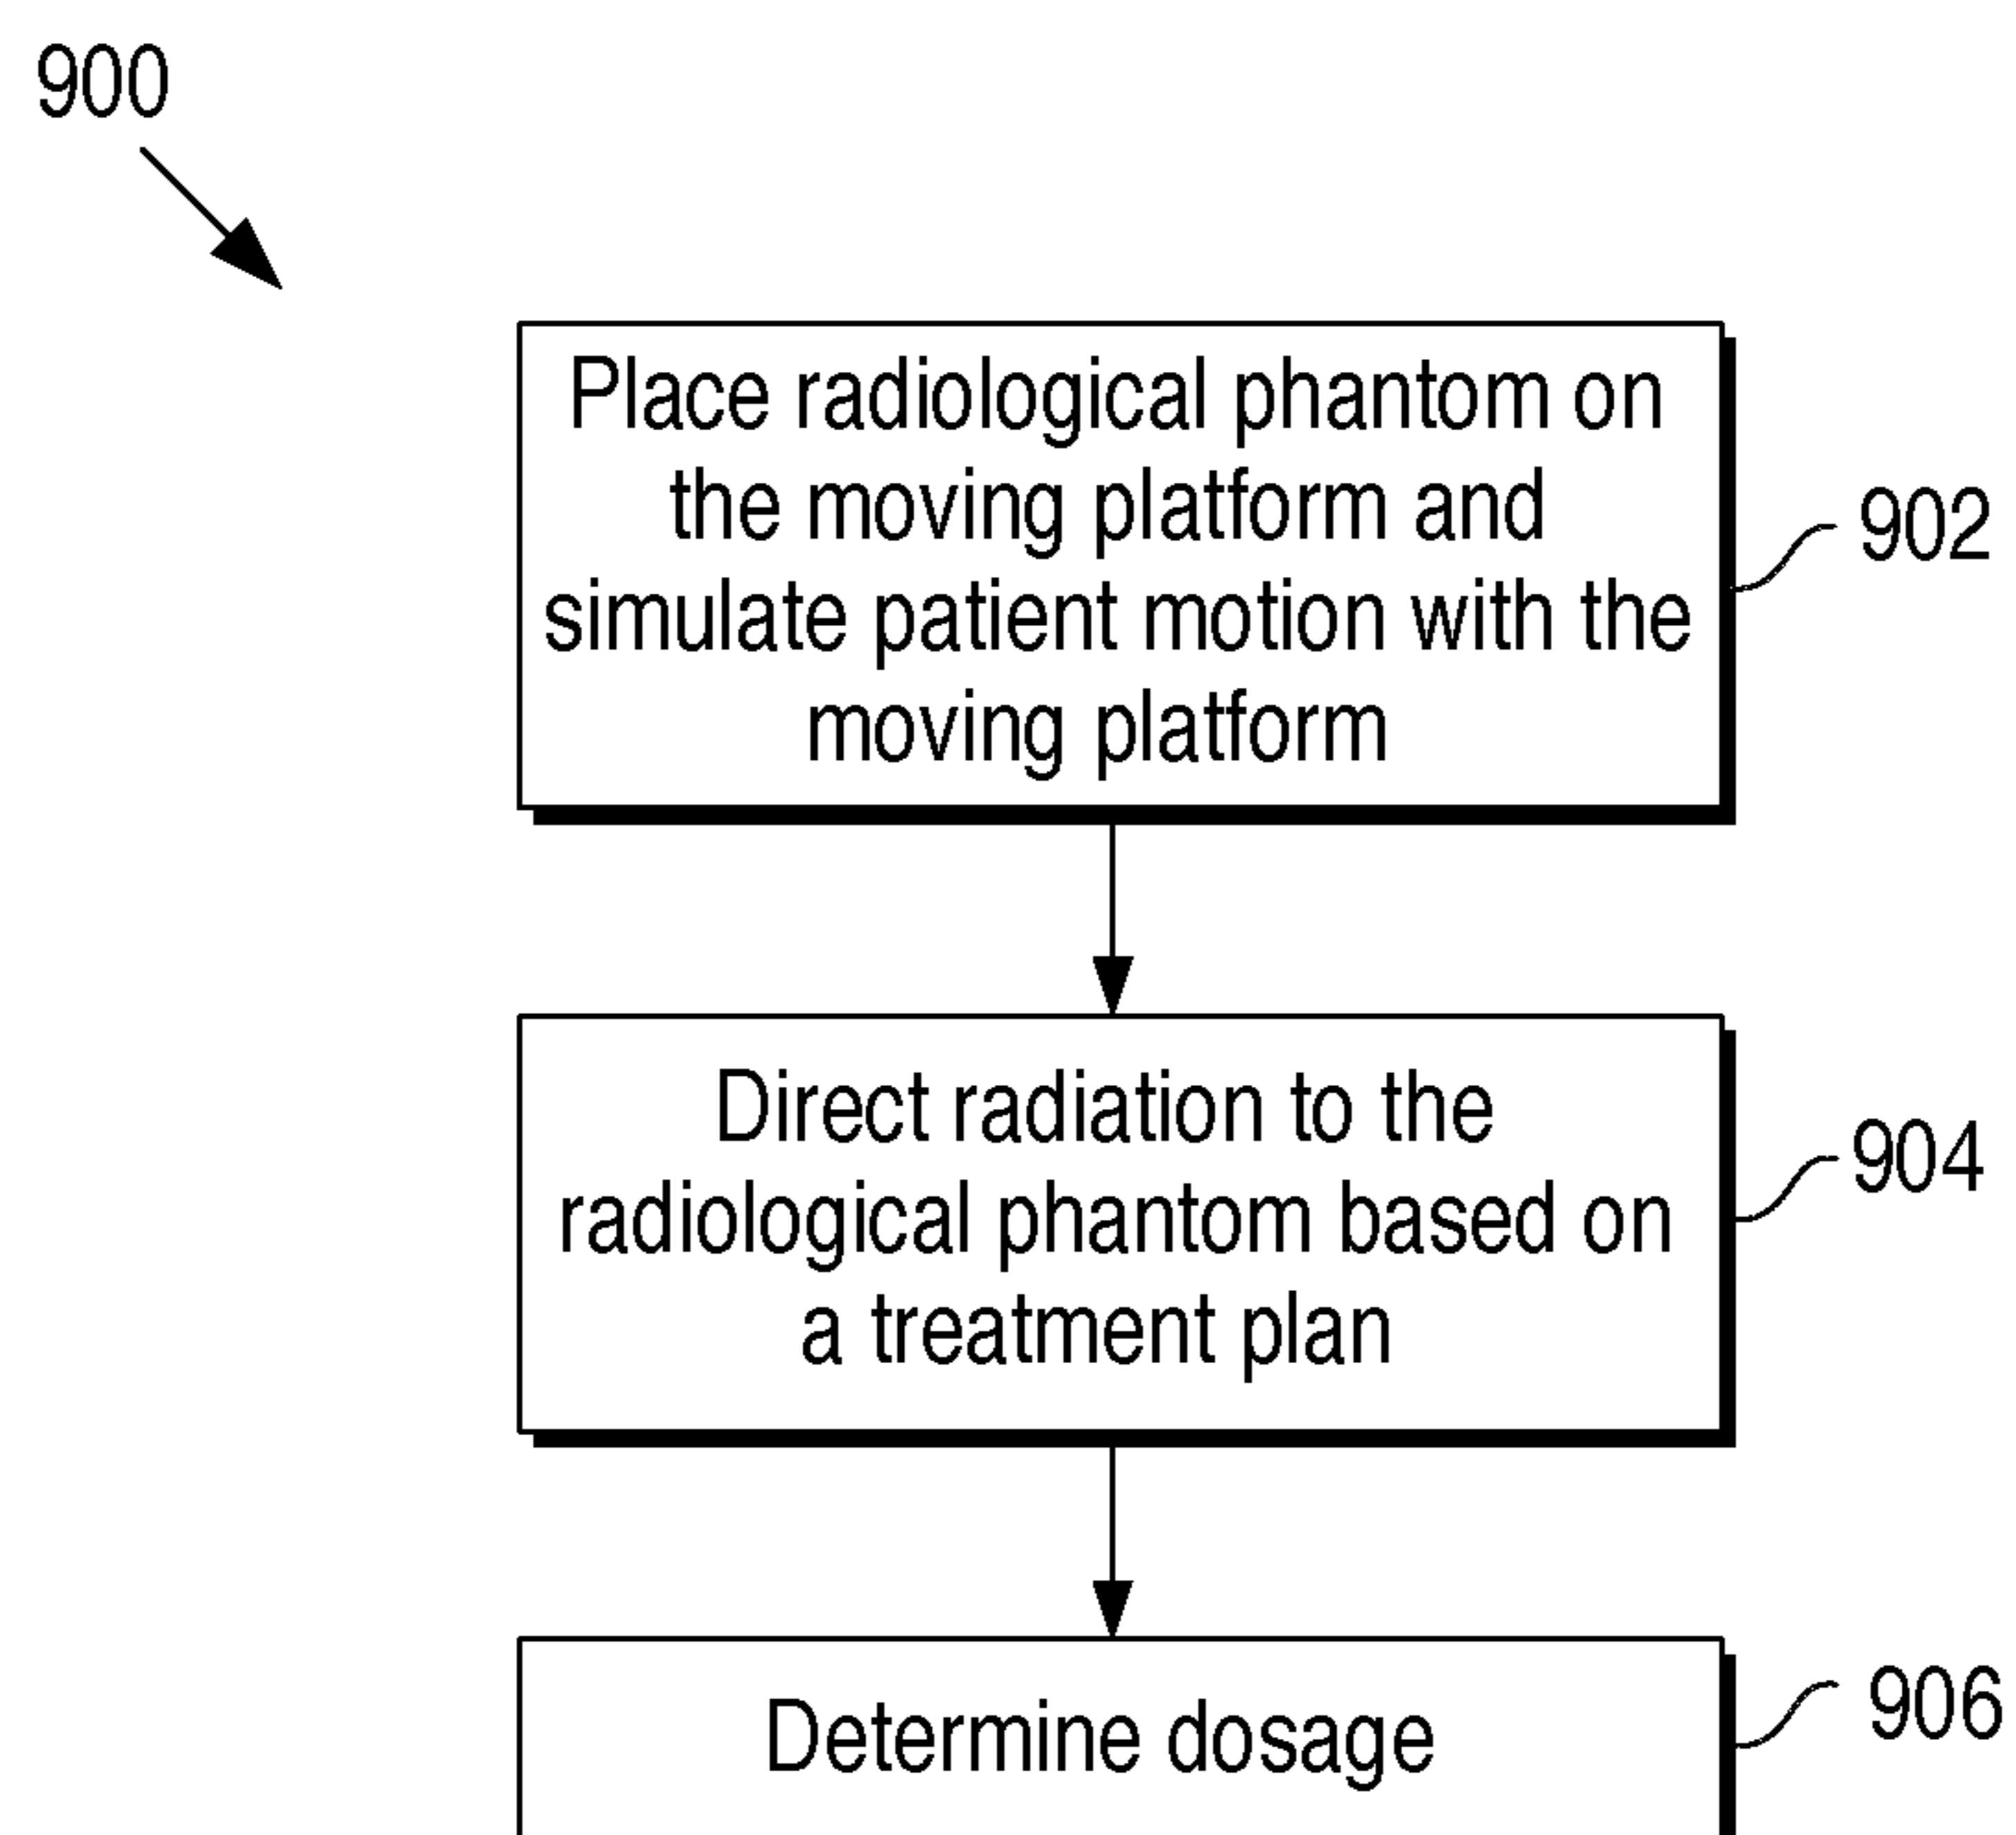 900
Place radiological phantom on
the moving platform and
simulate patient motion with the
moving platform
902
Direct radiation to the
radiological phantom based on
a treatment plan
904
Determine dosage
906